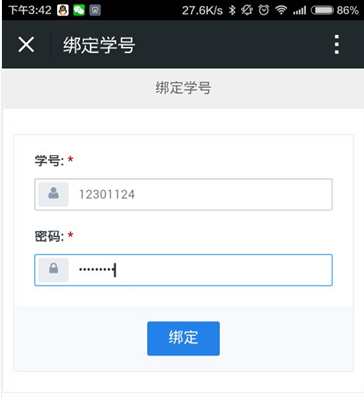 下午3:42 27.6K/s 86%
绑定学号
绑定学号
学号: *
12301124
密码: *
•••••••••
绑定